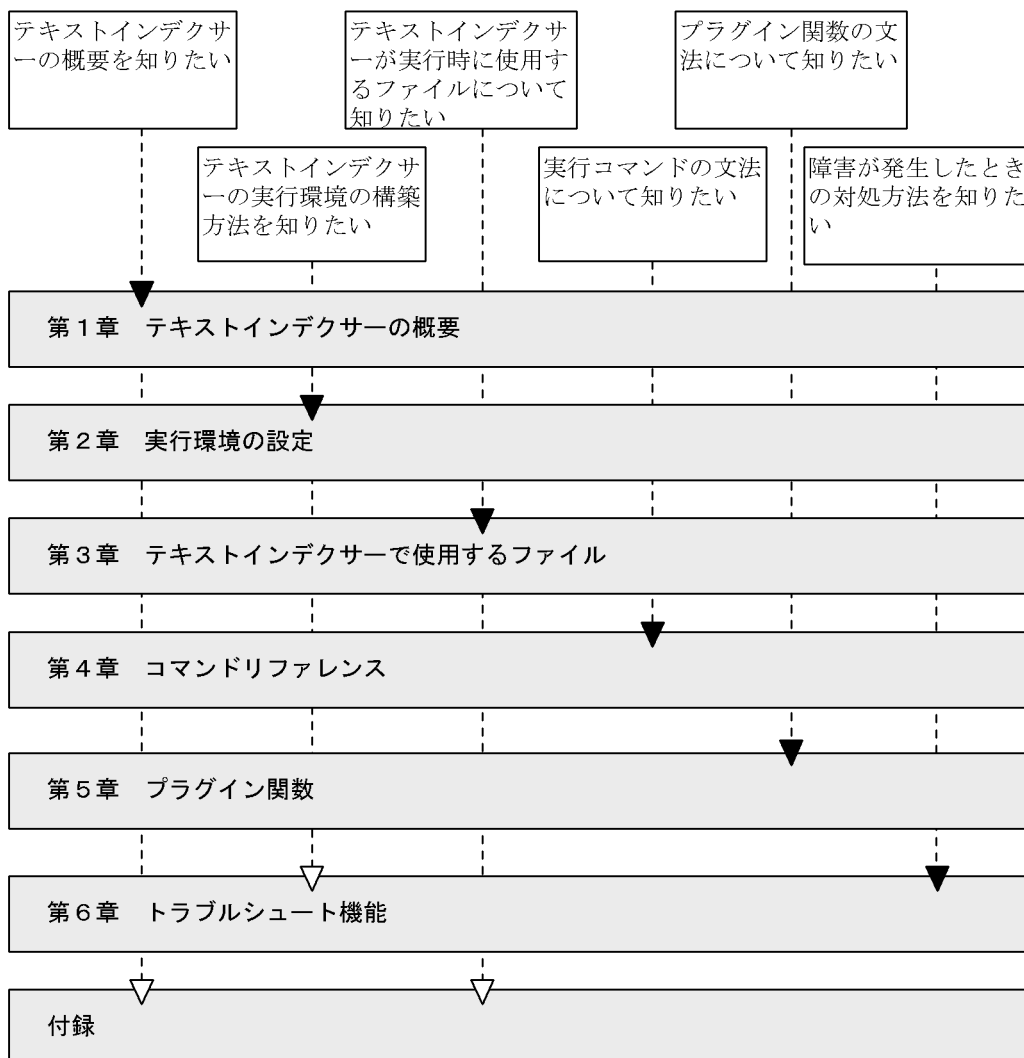 テキストインデクサ
ーの概要を知りたい
テキストインデクサ
ーが実行時に使用す
るファイルについて
知りたい
プラグイン関数の文
法について知りたい
テキストインデクサ
ーの実行環境の構築
方法を知りたい
実行コマンドの文法
について知りたい
障害が発生したとき
の対処方法を知りた
い
第1章 テキストインデクサーの概要
第2章 実行環境の設定
第3章 テキストインデクサーで使用するファイル
第4章 コマンドリファレンス
第5章 プラグイン関数
第6章 トラブルシュート機能
付録